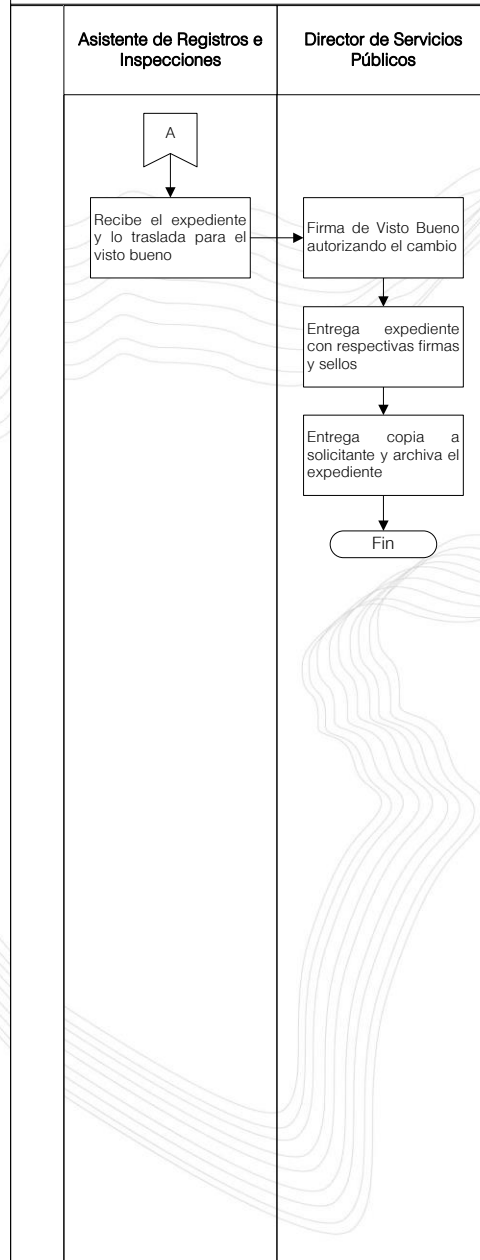 Asistente de Registros e
Inspecciones
Director de Servicios
Públicos
A
Recibe el expediente
y lo traslada para el
visto bueno
Firma de Visto Bueno
autorizando el cambio
Entrega expediente
con respectivas firmas
y sellos
Entrega copia a
solicitante y archiva el
expediente
Fin